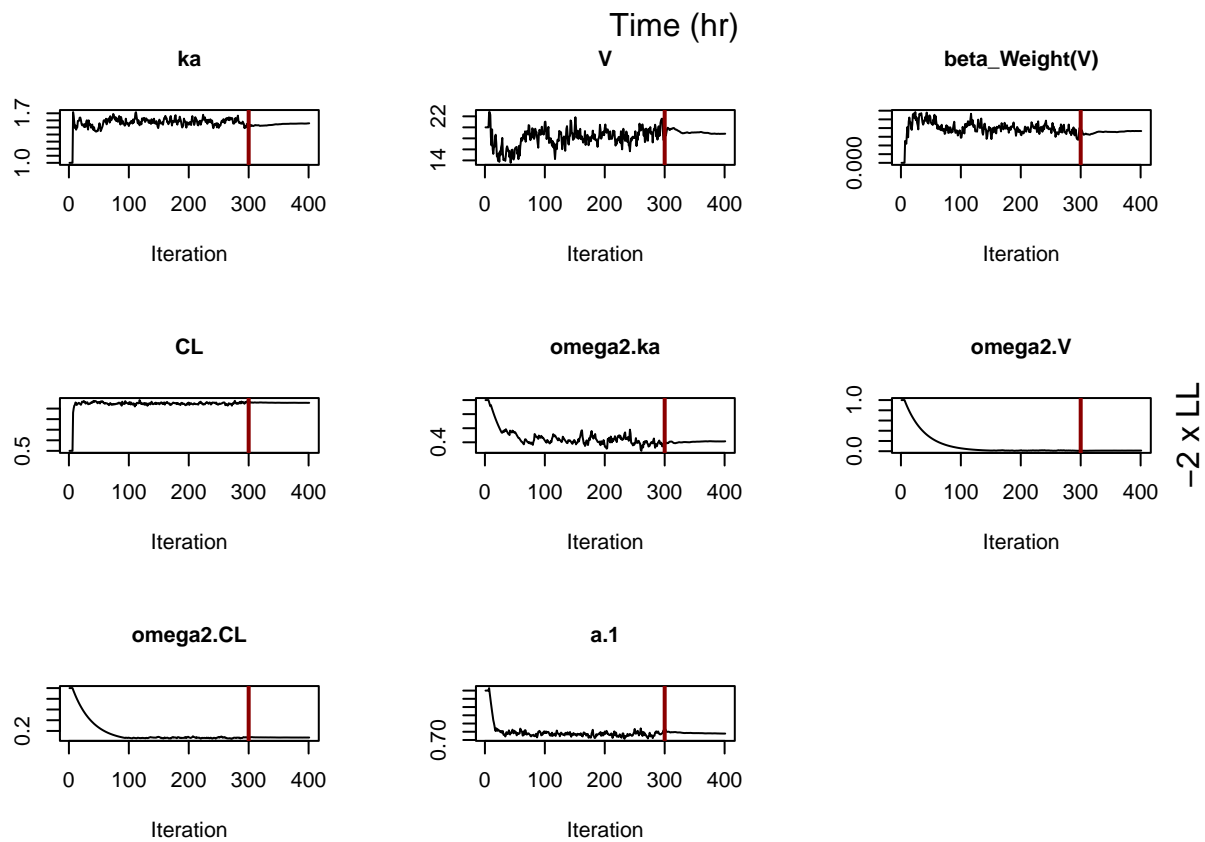 Time (hr)
ka
V
beta_Weight(V)
1.0 1.7
14 22
0.000
0 100 200 300 400
0 100 200 300 400
0 100 200 300 400
Iteration
Iteration
Iteration
CL
omega2.ka
omega2.V
0.5
0.4
0.0 1.0
−2 x LL
0 100 200 300 400
0 100 200 300 400
0 100 200 300 400
Iteration
Iteration
Iteration
omega2.CL
a.1
0.2
0.70
0 100 200 300 400
0 100 200 300 400
Iteration
Iteration